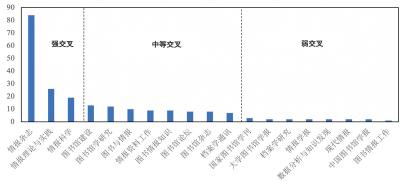 90
80
70
60
50
40
30
20
10
0
强交叉
中等交叉
弱交叉
情报杂志
情报理论与实践
情报科学
图书馆建设
图书馆学研究
图书与情报
情报资料工作
图书情报知识
图书馆论坛
图书馆杂志
档案学通讯
国家图书馆学刊
大学图书馆学报
档案学研究
情报学报
数据分析与知识发现
现代情报
中国图书馆学报
图书情报工作